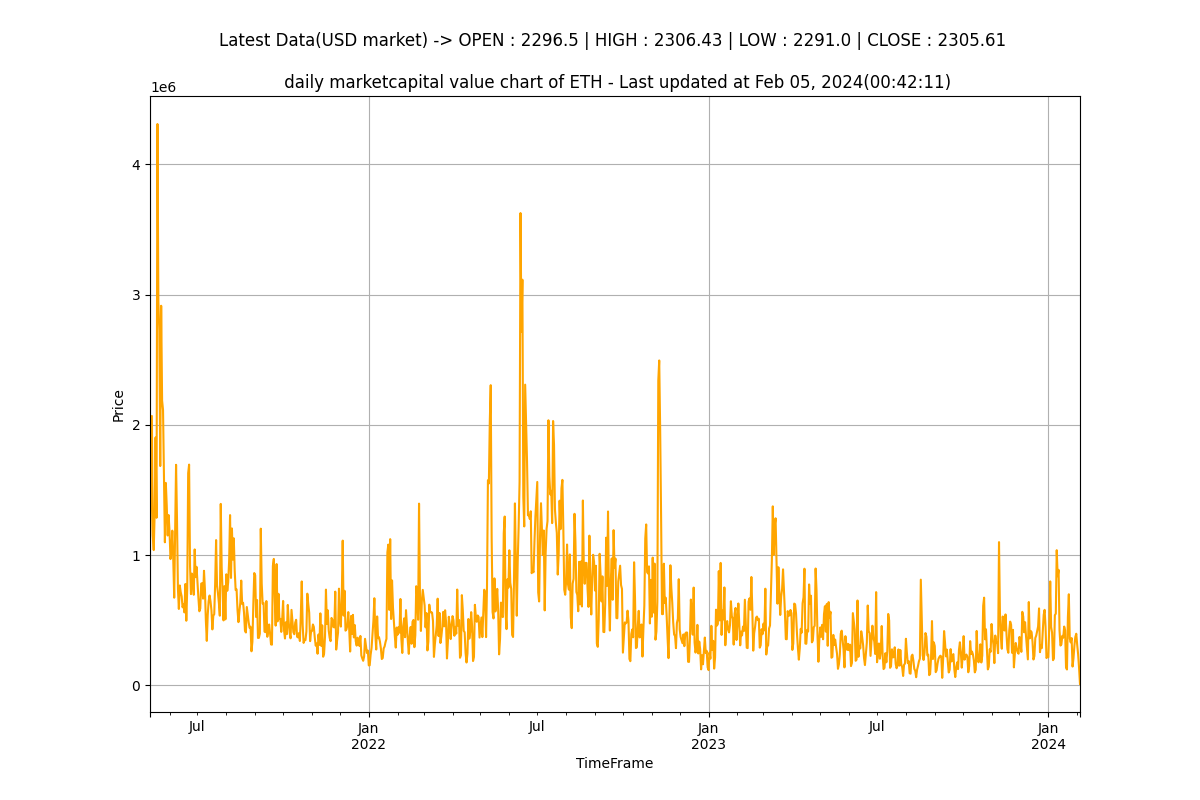 Latest Data(USD market) -> OPEN : 2296.5 | HIGH : 2306.43 | LOW : 2291.0 | CLOSE : 2305.61
daily marketcapital value chart of ETH - Last updated at Feb 05, 2024(00:42:11)
1e6
4
3
2
1
0
Price
Jul
Jan
2022
Jul
Jan
2023
Jul
Jan
2024
TimeFrame